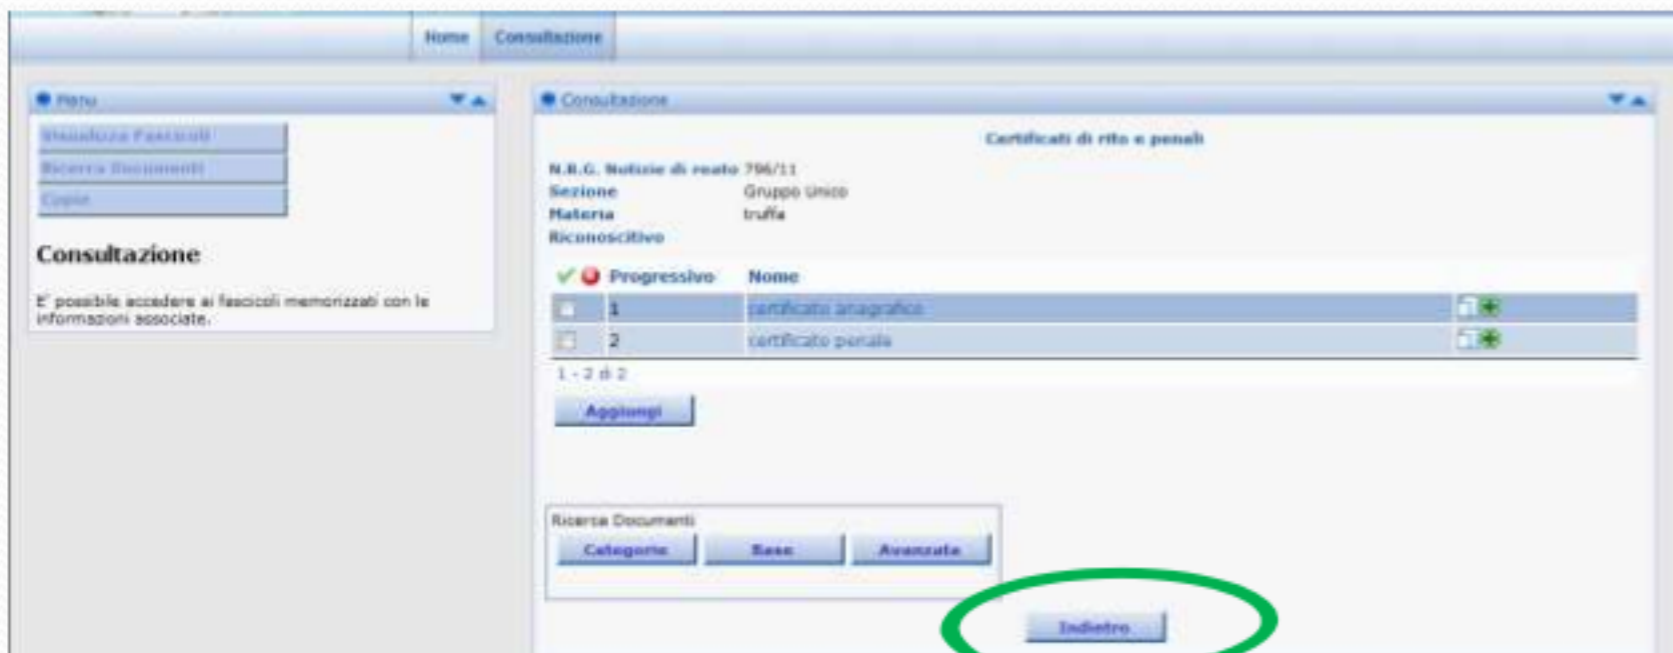 Home Consultazione
Menu
Visualizza Fascicoli
Ricerca Documenti
Copie
Consultazione
E' possibile accedere ai fascicoli memorizzati con le
informazioni associate.
Consultazione
Certificati di rito e penali
N.R.G. Notizie di reato 796/11
Sezione Gruppo Unico
Materia truffa
Riconoscitivo
Progressivo Nome
1 certificato anagrafico
2 certificato penale
1 - 2 di 2
Aggiungi
Ricerca Documenti
Categorie Base Avanzata
Indietro